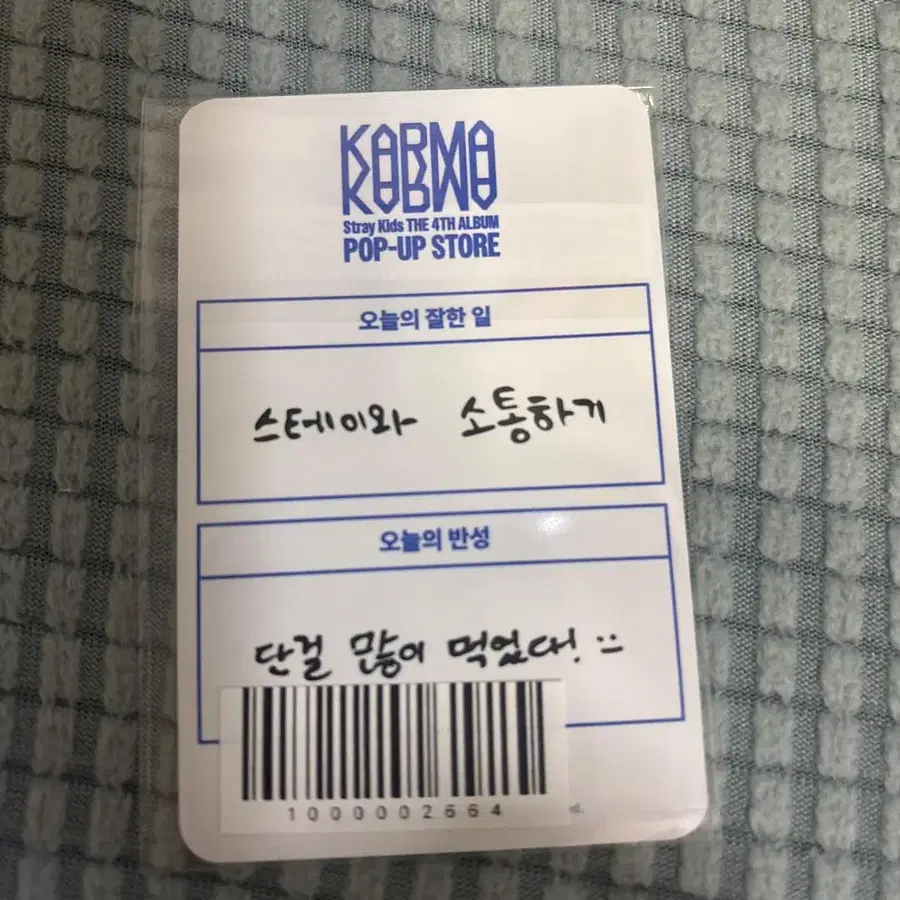 KARMA
Stray Kids THE 4TH ALBUM
POP-UP STORE
오늘의 잘한 일
스테이와 소통하기
오늘의 반성
단걸 많이 먹었다! :-
1000002664
ed.